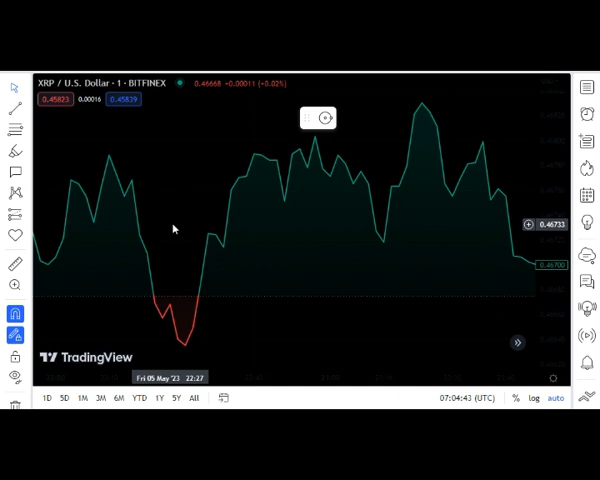 XRP / U.S. Dollar · 1 · BITFINEX 0.46668 −0.00011 (+0.02%)
0.45823 0.00016 0.45839
0.46733
0.46700
TradingView
Fri 05 May '23 22:27
1D 5D 1M 3M 6M YTD 1Y 5Y All 07:04:43 (UTC) % log auto